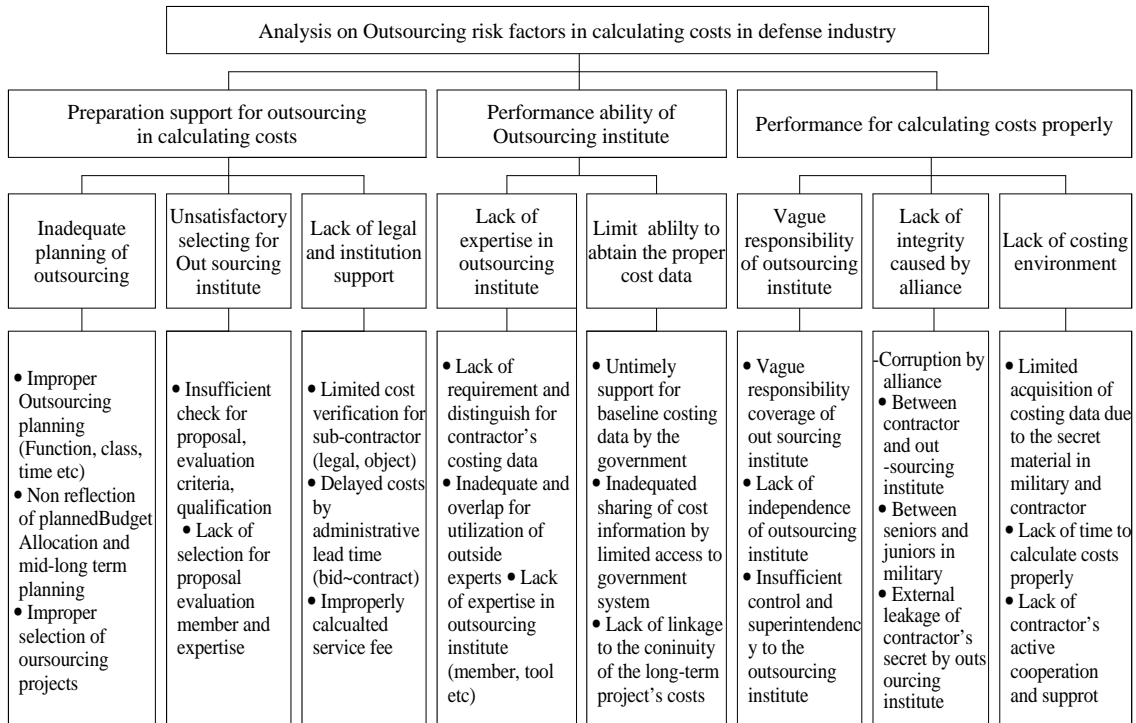 Analysis on Outsourcing risk factors in calculating costs in defense industry
Preparation support for outsourcing
in calculating costs
Performance ability of
Outsourcing institute
Performance for calculating costs properly
Inadequate
planning of
outsourcing
Unsatisfactory
selecting for
Out sourcing
institute
Lack of legal
and institution
support
Lack of
expertise in
outsourcing
institute
Limit ablilty to
abtain the proper
cost data
Vague
responsibility
of outsourcing
institute
Lack of
integrity
caused by
alliance
Lack of costing
environment
• Improper
Outsourcing
planning
(Function, class,
time etc)
• Non reflection
of plannedBudget
Allocation and
mid-long term
planning
• Improper
selection of
oursourcing
projects
• Insufficient
check for
proposal,
evaluation
criteria,
qualification
• Lack of
selection for
proposal
evaluation
member and
expertise
• Limited cost
verification for
sub-contractor
(legal, object)
• Delayed costs
by
administrative
lead time
(bid~contract)
• Improperly
calcualted
service fee
• Lack of
requirement and
distinguish for
contractor's
costing data
• Inadequate and
overlap for
utilization of
outside
experts • Lack
of expertise in
outsourcing
institute
(member, tool
etc)
• Untimely
support for
baseline costing
data by the
government
• Inadequated
sharing of cost
information by
limited access to
government
system
• Lack of linkage
to the coninuity
of the long-term
project's costs
• Vague
responsibility
coverage of
out sourcing
institute
• Lack of
independence
of outsourcing
institute
• Insufficient
control and
superintendenc
y to the
outsourcing
institute
-Corruption by
alliance
• Between
contractor
and out
-sourcing
institute
• Between
seniors and
juniors in
military
• External
leakage of
contractor's
secret by outs
ourcing
institute
• Limited
acquisition of
costing data due
to the secret
material in
military and
contractor
• Lack of time to
calculate costs
properly
• Lack of
contractor's
active
cooperation
and supprot